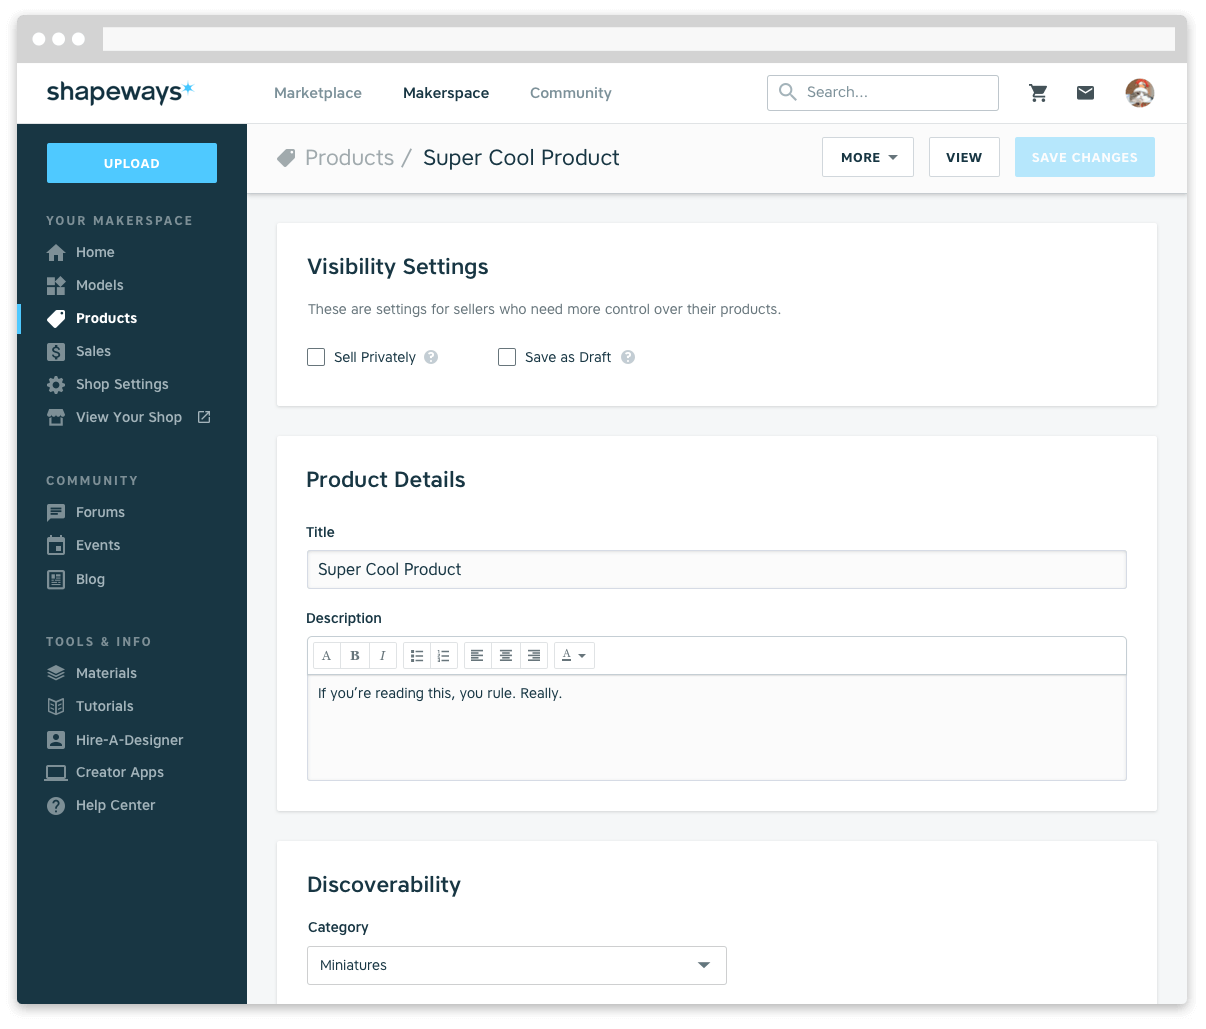 shapeways
Marketplace Makerspace Community Search...
UPLOAD
Products / Super Cool Product MORE VIEW SAVE CHANGES
YOUR MAKERSPACE
Home
Models
Products
Sales
Shop Settings
View Your Shop
COMMUNITY
Forums
Events
Blog
TOOLS & INFO
Materials
Tutorials
Hire-A-Designer
Creator Apps
Help Center
Visibility Settings
These are settings for sellers who need more control over their products.
Sell Privately ? Save as Draft ?
Product Details
Title
Super Cool Product
Description
A B I A
If you’re reading this, you rule. Really.
Discoverability
Category
Miniatures